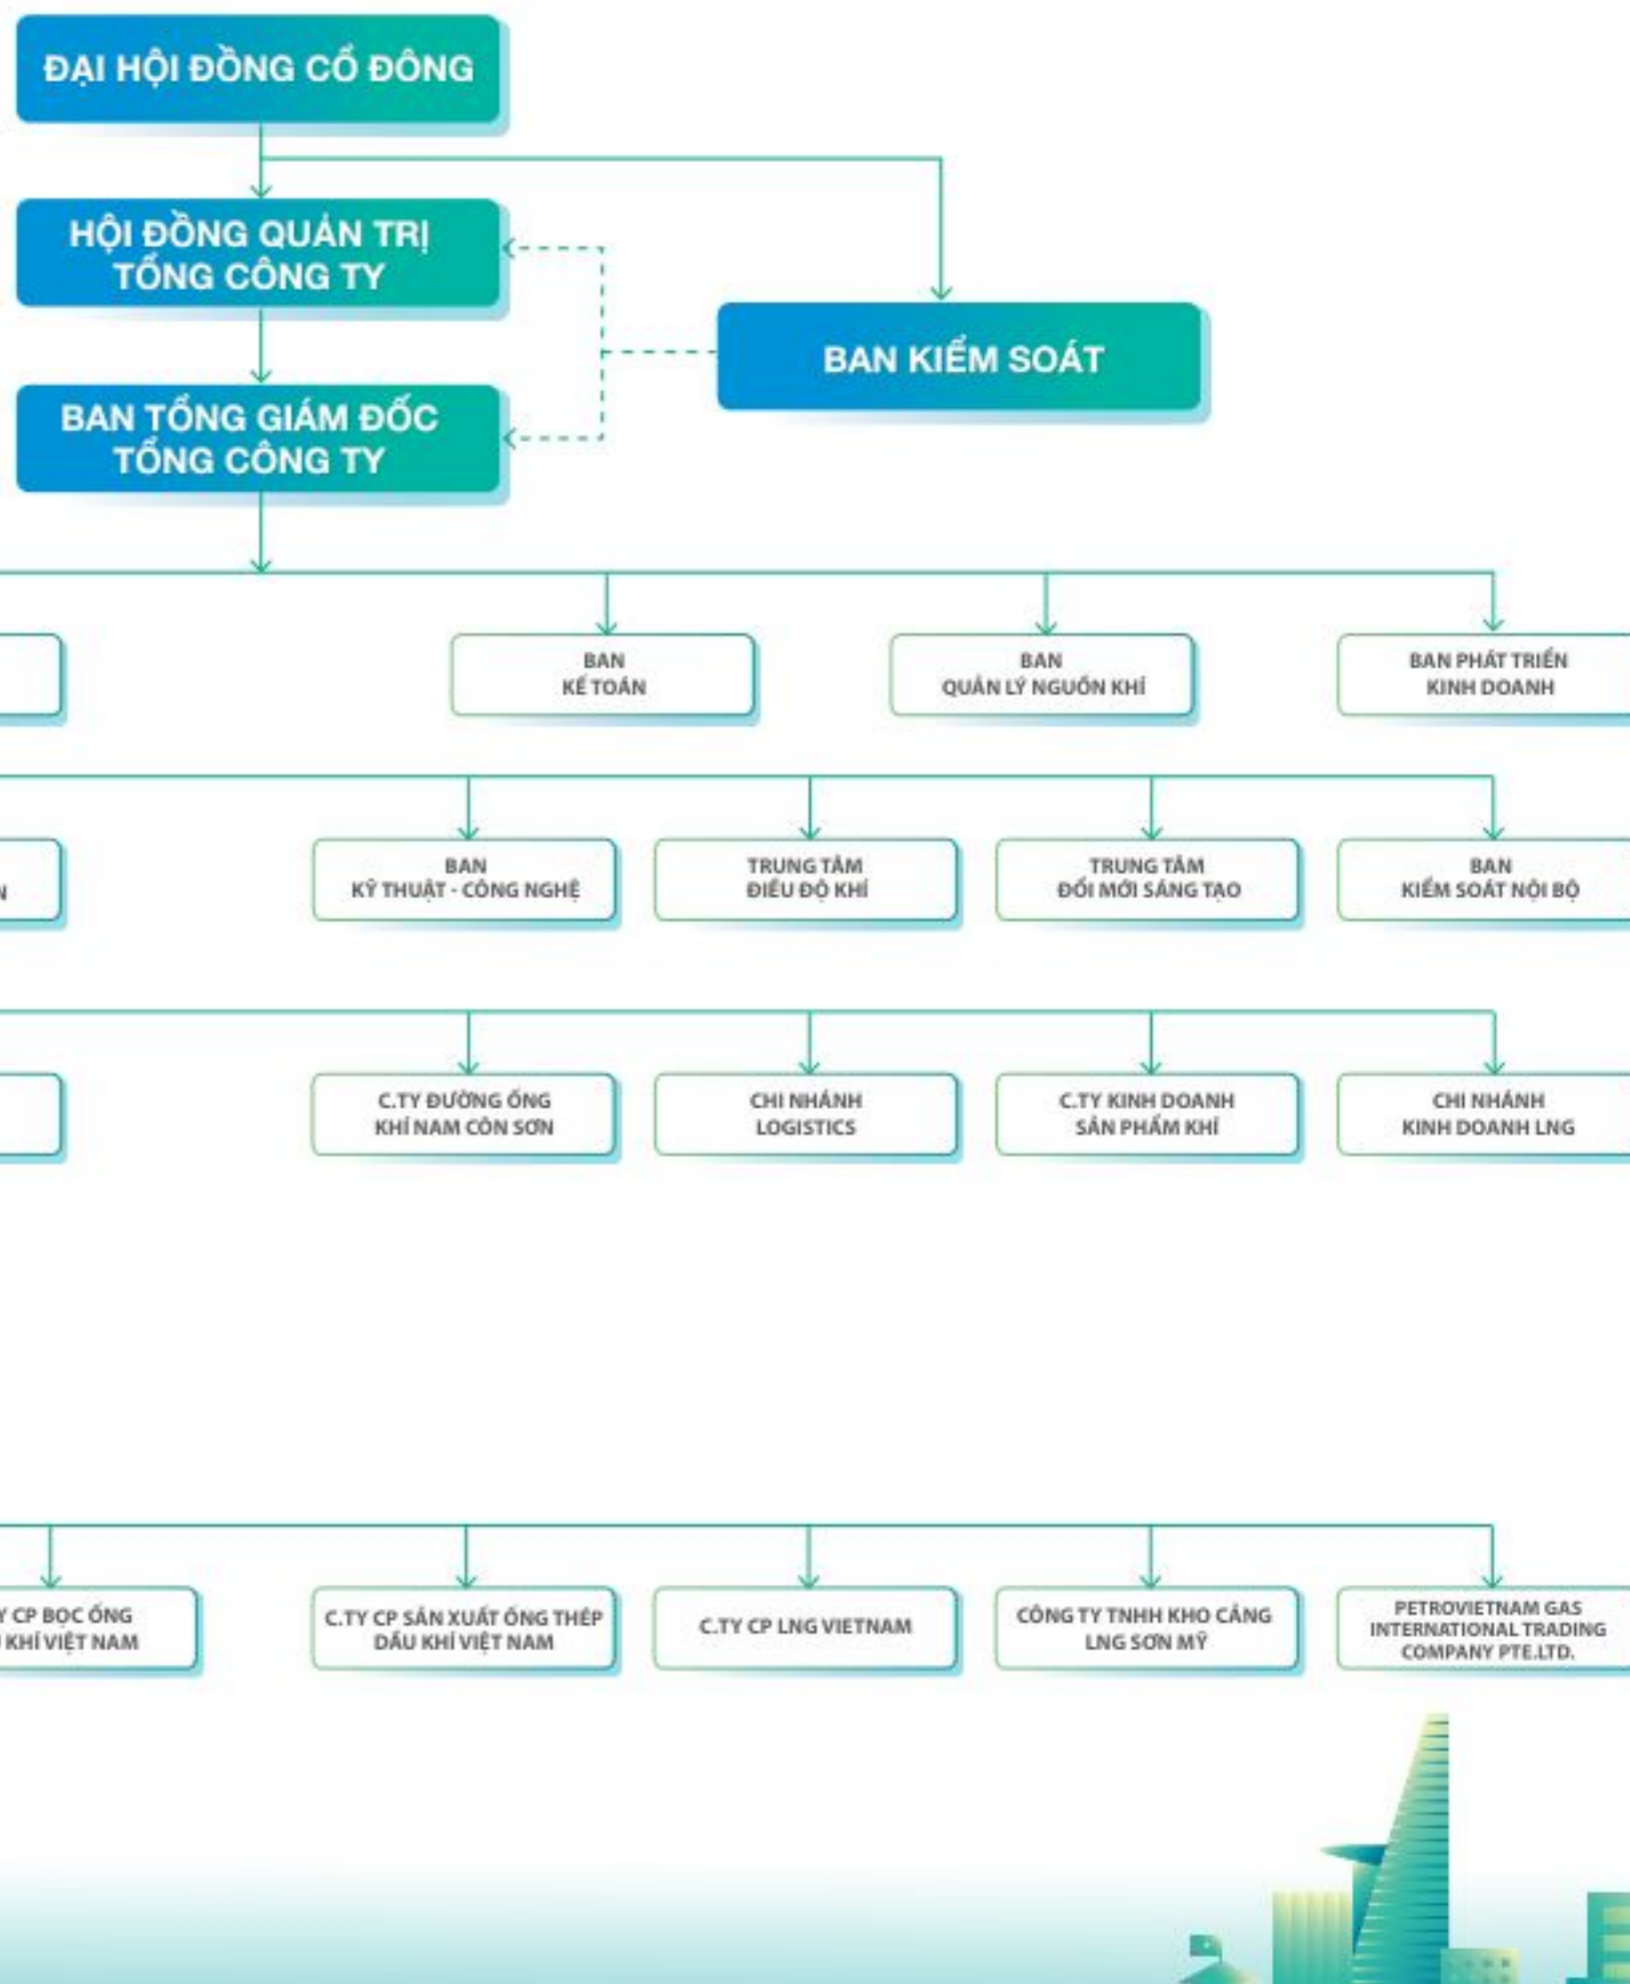 ĐẠI HỘI ĐỒNG CỔ ĐÔNG
HỘI ĐỒNG QUẢN TRỊ
TỔNG CÔNG TY
BAN KIỂM SOÁT
BAN TỔNG GIÁM ĐỐC
TỔNG CÔNG TY
BAN
KẾ TOÁN
BAN
QUẢN LÝ NGUỒN KHÍ
BAN PHÁT TRIỂN
KINH DOANH
N
BAN
KỸ THUẬT - CÔNG NGHỆ
TRUNG TÂM
ĐIỀU ĐỘ KHÍ
TRUNG TÂM
ĐỔI MỚI SÁNG TẠO
BAN
KIỂM SOÁT NỘI BỘ
C.TY ĐƯỜNG ỐNG
KHÍ NAM CÔN SƠN
CHI NHÁNH
LOGISTICS
C.TY KINH DOANH
SẢN PHẨM KHÍ
CHI NHÁNH
KINH DOANH LNG
Y CP BỌC ỐNG
KHÍ VIỆT NAM
C.TY CP SẢN XUẤT ỐNG THÉP
DẦU KHÍ VIỆT NAM
C.TY CP LNG VIETNAM
CÔNG TY TNHH KHO CẢNG
LNG SƠN MỸ
PETROVIETNAM GAS
INTERNATIONAL TRADING
COMPANY PTE.LTD.